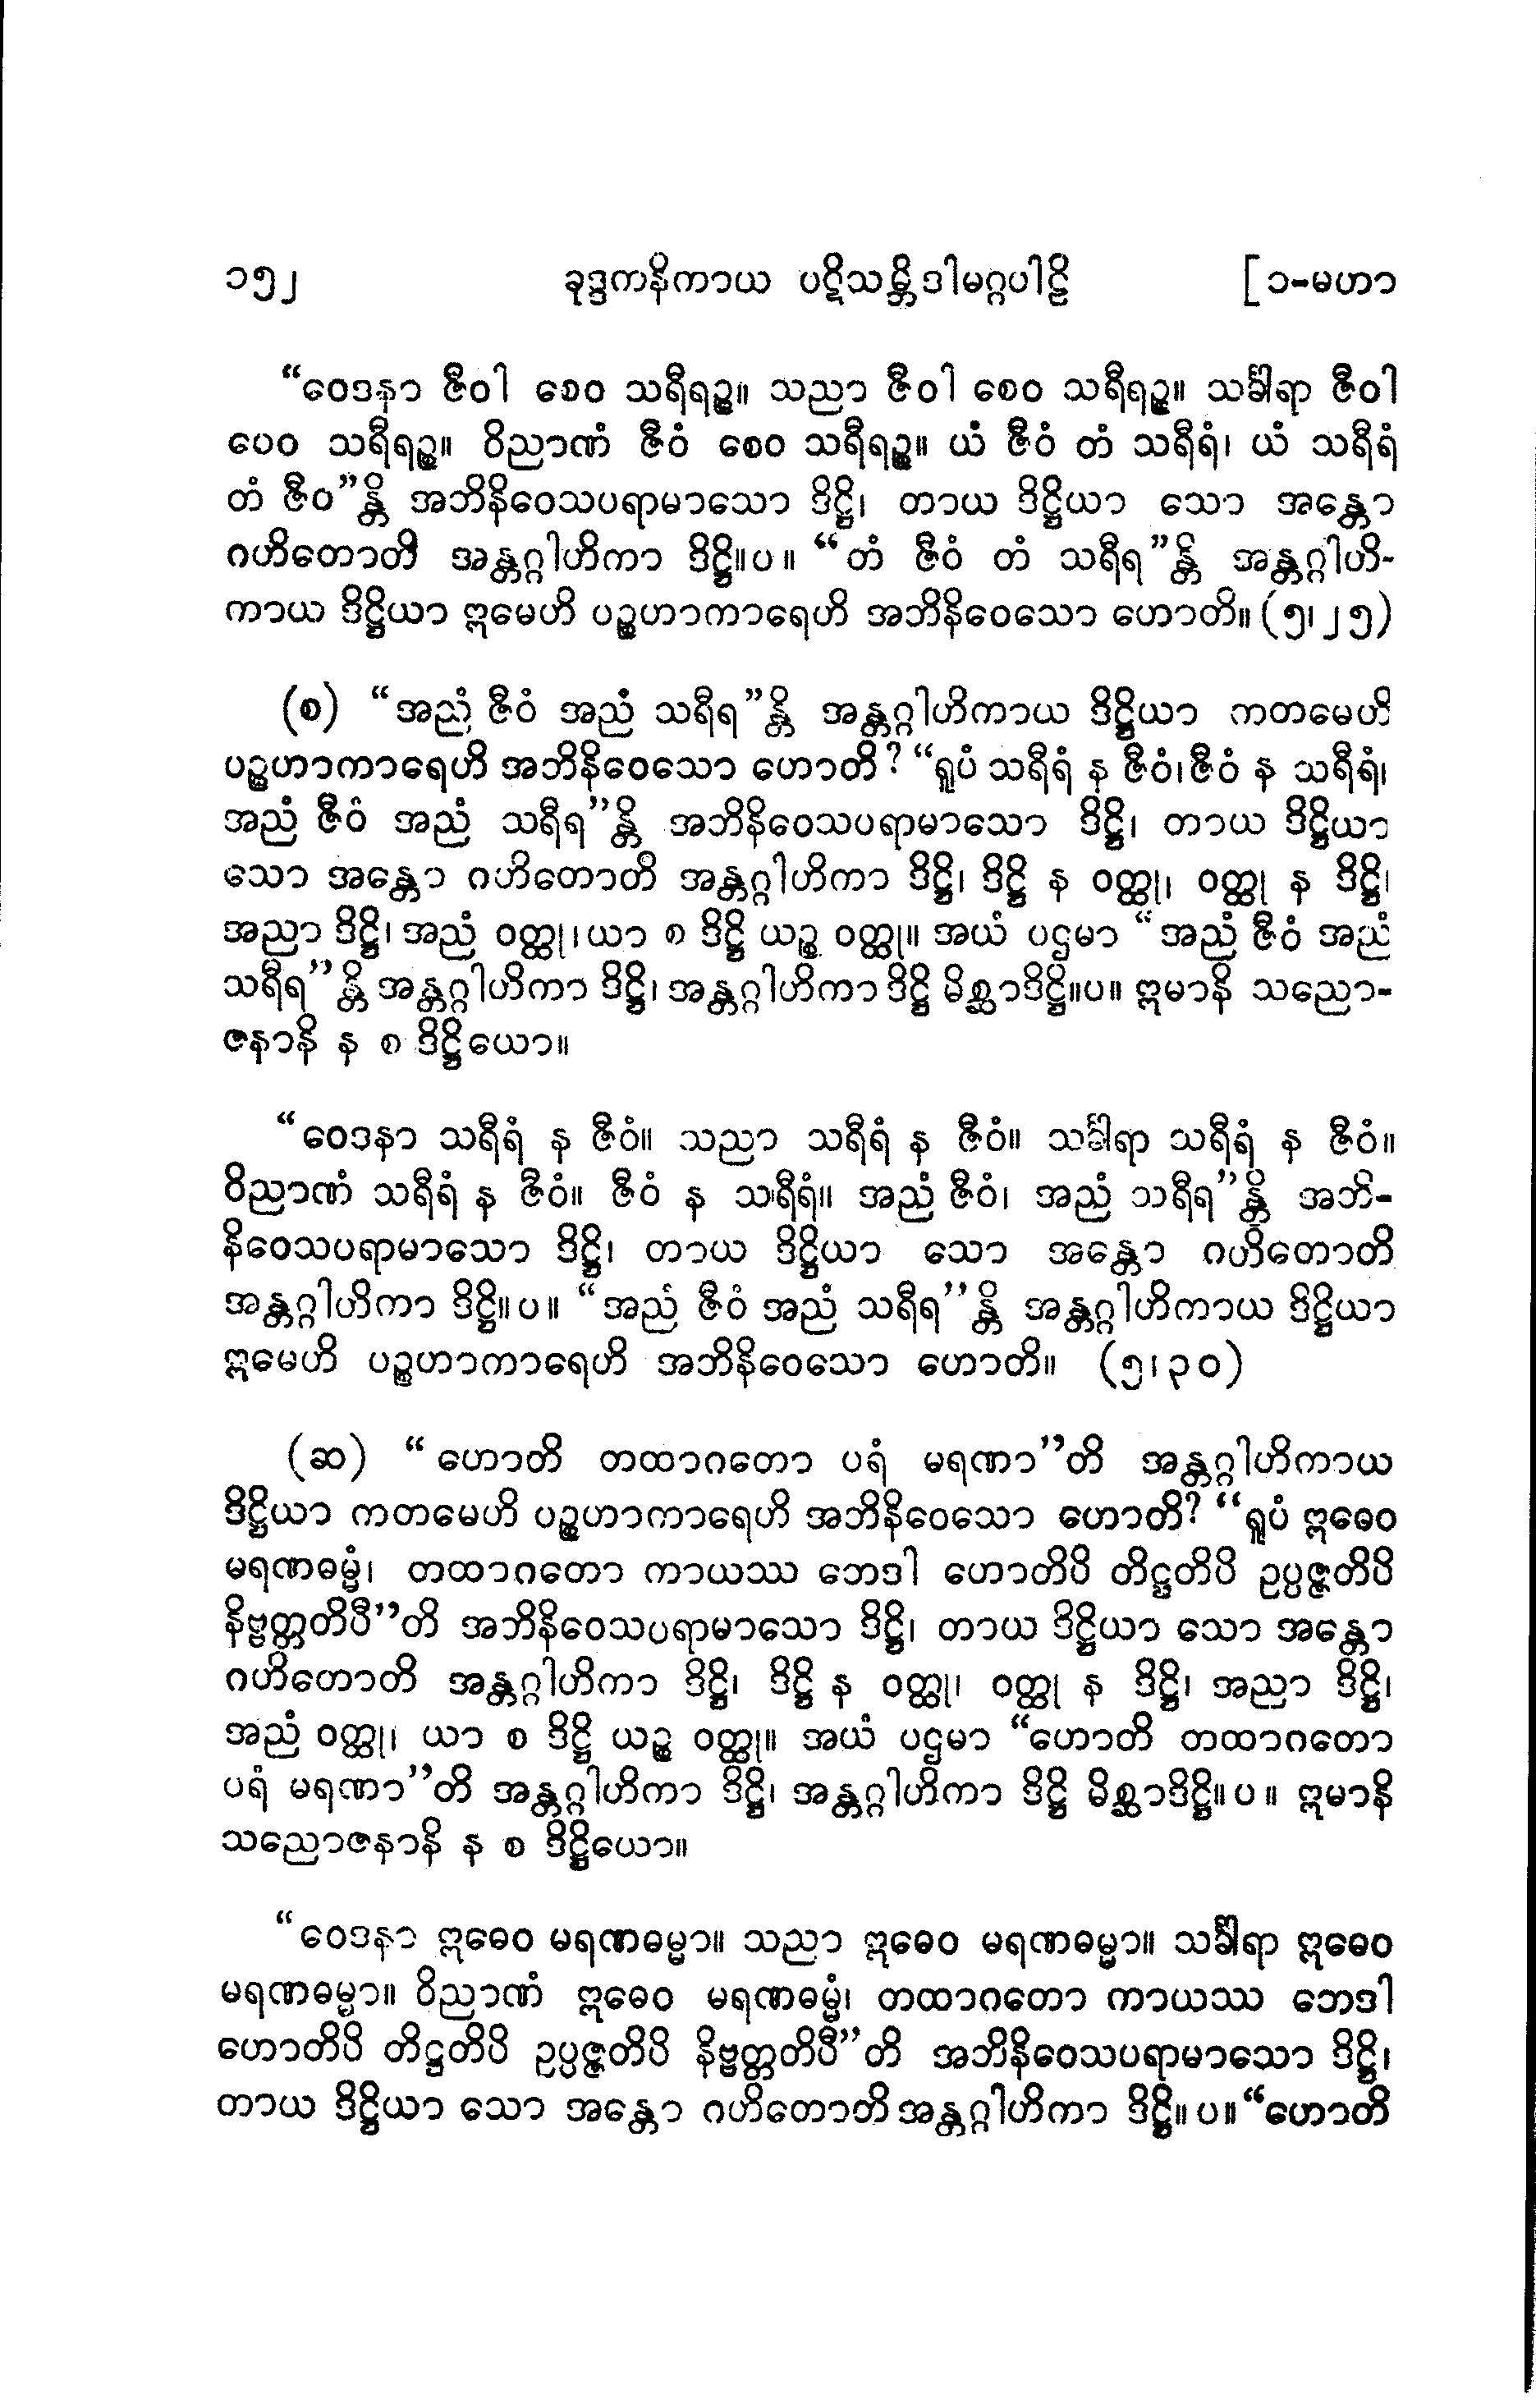 ၁၅၂ ခုဒ္ဒကနိကာယ ပဋိသမ္ဘိဒါမဂ္ဂပါဠိ [ ၁-မဟာ
“ဝေဒနာ ဇီဝါ စေဝ သရီရဉ္စ။ သညာ ဇီဝါ စေဝ သရီရဉ္စ။ သင်္ခါရာ ဇီဝါ
စေဝ သရီရဉ္စ။ ဝိညာဏံ ဇီဝံ စေဝ သရီရဉ္စ။ ယံ ဇီဝံ တံ သရီရံ၊ ယံ သရီရံ
တံ ဇီဝ”န္တိ အဘိနိဝေသပရာမာသော ဒိဋ္ဌိ၊ တာယ ဒိဋ္ဌိယာ သော အန္တော
ဂဟိတောတိ အန္တဂ္ဂါဟိကာ ဒိဋ္ဌိ။ပ။ “တံ ဇီဝံ တံ သရီရ”န္တိ အန္တဂ္ဂါဟိ-
ကာယ ဒိဋ္ဌိယာ ဣမေဟိ ပဉ္စဟာကာရေဟိ အဘိနိဝေသော ဟောတိ။ (၅၊၂၅)
(စ) “အညံ ဇီဝံ အညံ သရီရ”န္တိ အန္တဂ္ဂါဟိကာယ ဒိဋ္ဌိယာ ကတမေဟိ
ပဉ္စဟာကာရေဟိ အဘိနိဝေသော ဟောတိ? “ရူပံ သရီရံ န ဇီဝံ၊ ဇီဝံ န သရီရံ၊
အညံ ဇီဝံ အညံ သရီရ”န္တိ အဘိနိဝေသပရာမာသော ဒိဋ္ဌိ၊ တာယ ဒိဋ္ဌိယာ
သော အန္တော ဂဟိတောတိ အန္တဂ္ဂါဟိကာ ဒိဋ္ဌိ၊ ဒိဋ္ဌိ န ဝတ္ထု၊ ဝတ္ထု န ဒိဋ္ဌိ၊
အညာ ဒိဋ္ဌိ၊ အညံ ဝတ္ထု၊ ယာ စ ဒိဋ္ဌိ ယဉ္စ ဝတ္ထု။ အယံ ပဌမာ “အညံ ဇီဝံ အညံ
သရီရ”န္တိ အန္တဂ္ဂါဟိကာ ဒိဋ္ဌိ၊ အန္တဂ္ဂါဟိကာ ဒိဋ္ဌိ မိစ္ဆာဒိဋ္ဌိ။ပ။ ဣမာနိ သညော-
ဇနာနိ န စ ဒိဋ္ဌိယော။
“ဝေဒနာ သရီရံ န ဇီဝံ။ သညာ သရီရံ န ဇီဝံ။ သင်္ခါရာ သရီရံ န ဇီဝံ။
ဝိညာဏံ သရီရံ န ဇီဝံ။ ဇီဝံ န သရီရံ။ အညံ ဇီဝံ၊ အညံ သရီရ”န္တိ အဘိ-
နိဝေသပရာမာသော ဒိဋ္ဌိ၊ တာယ ဒိဋ္ဌိယာ သော အန္တော ဂဟိတောတိ
အန္တဂ္ဂါဟိကာ ဒိဋ္ဌိ။ပ။ “အညံ ဇီဝံ အညံ သရီရ”န္တိ အန္တဂ္ဂါဟိကာယ ဒိဋ္ဌိယာ
ဣမေဟိ ပဉ္စဟာကာရေဟိ အဘိနိဝေသော ဟောတိ။ (၅၊၃၀)
(ဆ) “ဟောတိ တထာဂတော ပရံ မရဏာ”တိ အန္တဂ္ဂါဟိကာယ
ဒိဋ္ဌိယာ ကတမေဟိ ပဉ္စဟာကာရေဟိ အဘိနိဝေသော ဟောတိ? “ရူပံ ဣဓေဝ
မရဏဓမ္မံ၊ တထာဂတော ကာယဿ ဘေဒါ ဟောတိပိ တိဋ္ဌတိပိ ဥပ္ပဇ္ဇတိပိ
နိဗ္ဗတ္တတိပီ”တိ အဘိနိဝေသပရာမာသော ဒိဋ္ဌိ၊ တာယ ဒိဋ္ဌိယာ သော အန္တော
ဂဟိတောတိ အန္တဂ္ဂါဟိကာ ဒိဋ္ဌိ၊ ဒိဋ္ဌိ န ဝတ္ထု၊ ဝတ္ထု န ဒိဋ္ဌိ၊ အညာ ဒိဋ္ဌိ၊
အညံ ဝတ္ထု၊ ယာ စ ဒိဋ္ဌိ ယဉ္စ ဝတ္ထု။ အယံ ပဌမာ “ဟောတိ တထာဂတော
ပရံ မရဏာ”တိ အန္တဂ္ဂါဟိကာ ဒိဋ္ဌိ၊ အန္တဂ္ဂါဟိကာ ဒိဋ္ဌိ မိစ္ဆာဒိဋ္ဌိ။ပ။ ဣမာနိ
သညောဇနာနိ န စ ဒိဋ္ဌိယော။
“ဝေဒနာ ဣဓေဝ မရဏဓမ္မာ။ သညာ ဣဓေဝ မရဏဓမ္မာ။ သင်္ခါရာ ဣဓေဝ
မရဏဓမ္မာ။ ဝိညာဏံ ဣဓေဝ မရဏဓမ္မံ၊ တထာဂတော ကာယဿ ဘေဒါ
ဟောတိပိ တိဋ္ဌတိပိ ဥပ္ပဇ္ဇတိပိ နိဗ္ဗတ္တတိပီ”တိ အဘိနိဝေသပရာမာသော ဒိဋ္ဌိ၊
တာယ ဒိဋ္ဌိယာ သော အန္တော ဂဟိတောတိ အန္တဂ္ဂါဟိကာ ဒိဋ္ဌိ။ပ။ “ဟောတိ